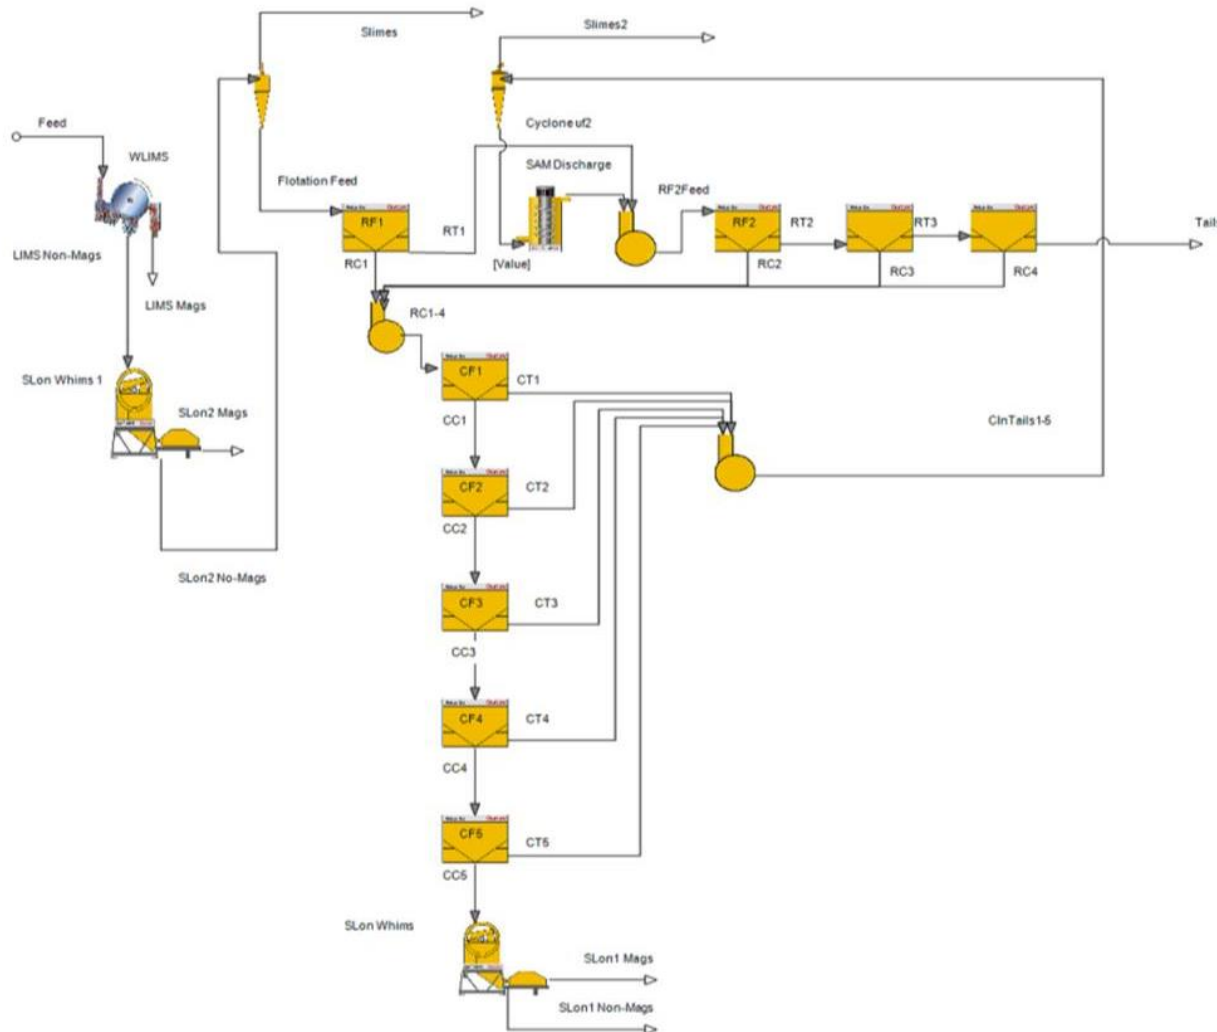 Slimes
Slimes2
Feed
WLIMS
Cyclone uf2
SAM Discharge
Flotation Feed
RF1
RT1
RF2Feed
RF2
RT2
RT3
Tails
LIMS Non-Mags
[Value]
RC1
RC2
RC3
RC4
LIMS Mags
RC1-4
CF1
CT1
SLon Whims 1
SLon2 Mags
CC1
ClnTails1-5
CF2
CT2
CC2
SLon2 No-Mags
CF3
CT3
CC3
CF4
CT4
CC4
CF5
CT5
CC5
SLon Whims
SLon1 Mags
SLon1 Non-Mags